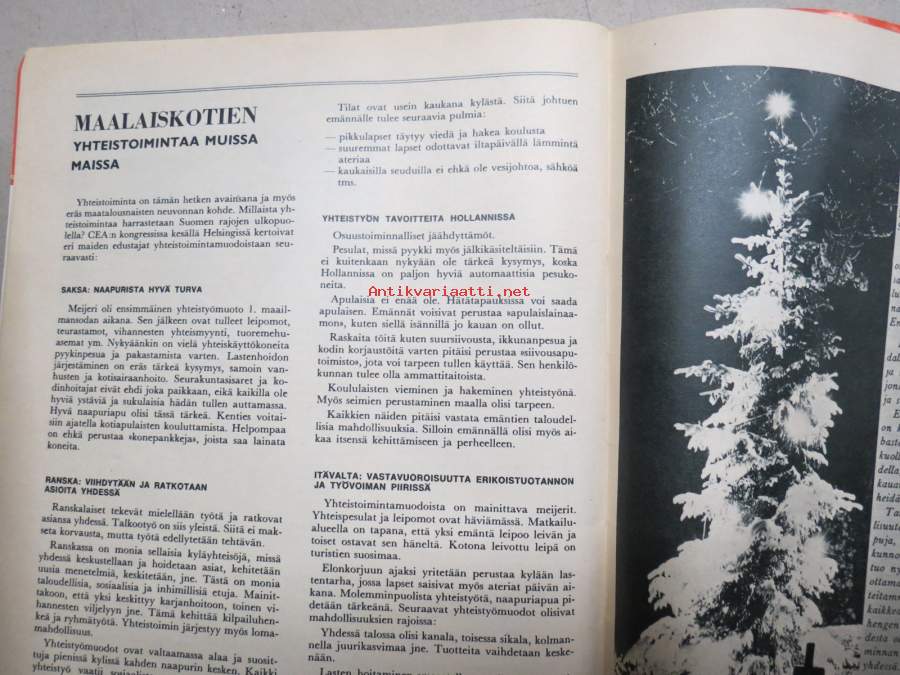 MAALAISKOTIEN
YHTEISTOIMINTAA MUISSA
MAISSA
Yhteistoiminta on tämän hetken avainsana ja myös
eräs maatalousnaisten neuvonnan kohde. Millaista yh-
teistoimintaa harrastetaan Suomen rajojen ulkopuo-
lella? CEA:n kongressissa kesällä Helsingissä kertoivat
eri maiden edustajat yhteistoimintamuodoistaan seu-
raavasti:
SAKSA: NAAPURISTA HYVÄ TURVA
Meijeri oli ensimmäinen yhteistyömuoto 1. maail-
mansodan aikana. Sen jälkeen ovat tulleet leipomot,
teurastamot, vihannesten yhteismyynti, tuoremehu-
asemat ym. Nykyäänkin on vielä yhteiskäyttökoneita
pyykinpesua ja pakastamista varten. Lastenhoidon
järjestäminen on eräs tärkeä kysymys, samoin van-
husten ja kotisairaanhoito. Seurakuntasisaret ja ko-
dinhoitajat eivät ehdi joka paikkaan, eikä kaikilla ole
hyviä ystäviä ja sukulaisia hädän tullen auttamassa.
Hyvä naapuriapu olisi tässä tärkeä. Kenties voitai-
siin ajatella kotiapulaisten kouluttamista. Helpompaa
on ehkä perustaa »konepankkeja», joista saa lainata
koneita.
RANSKA: VIIHDYTÄÄN JA RATKOTAAN
ASIOITA YHDESSÄ
Ranskalaiset tekevät mielellään työtä ja ratkovat
asiansa yhdessä. Talkootyö on siis yleistä. Siitä ei mak-
seta korvausta, mutta työtä edellytetään tehtävän.
Ranskassa on monia sellaisia kyläyhteisöjä, missä
yhdessä keskustellaan ja hoidetaan asiat, kehitetään
uusia menetelmiä, keskitetään, jne. Tästä on monia
taloudellisia, sosiaalisia ja inhimillisiä etuja. Mainit-
takoon, että yksi keskittyy karjanhoitoon, toinen vi-
hannesten viljelyyn jne. Tämä kehittää kilpailuhen-
keä ja ryhmätyötä. Yhteistoimin järjestyy myös loma-
mahdollisuus.
Yhteistyömuodot ovat valtaamassa alaa ja suosit-
tuja pienissä kylissä kahden naapurin kesken. Kaikki
yhteistyö vaatii
Tilat ovat usein kaukana kylästä. Siitä johtuen
emännälle tulee seuraavia pulmia:
— pikkulapset täytyy viedä ja hakea koulusta
— suuremmat lapset odottavat iltapäivällä lämmintä
ateriaa
— kaukaisilla seuduilla ei ehkä ole vesijohtoa, sähköä
tms.
YHTEISTYÖN TAVOITTEITA HOLLANNISSA
Osuustoiminnalliset jäähdyttämöt.
Pesulat, missä pyykki myös jälkikäsiteltäisiin. Tämä
ei kuitenkaan nykyään ole tärkeä kysymys, koska
Hollannissa on paljon hyviä automaattisia pesuko-
neita.
Apulaisia ei enää ole. Hätätapauksissa voi saada
apulaisen. Emännät voisivat perustaa »apulaislainaa-
mon», kuten siellä isännillä jo kauan on ollut.
Raskaita töitä kuten suursiivousta, ikkunanpesua ja
kodin korjaustöitä varten pitäisi perustaa »siivousapu-
toimisto», jota voi tarpeen tullen käyttää. Sen henkilö-
kunnan tulee olla ammattitaitoista.
Koululaisten vieminen ja hakeminen yhteistyönä.
Myös seimien perustaminen maalla olisi tarpeen.
Kaikkien näiden pitäisi vastata emäntien taloudel-
lisia mahdollisuuksia. Silloin emännällä olisi myös ai-
kaa itsensä kehittämiseen ja perheelleen.
ITÄVALTA: VASTAVUOROISUUTTA ERIKOISTUOTANNON
JA TYÖVOIMAN PIIRISSÄ
Yhteistoimintamuodoista on mainittava meijerit.
Yhteispesulat ja leipomot ovat häviämässä. Matkailu-
alueella on tapana, että yksi emäntä leipoo leivän ja
toiset ostavat sen häneltä. Kotona leivottu leipä on
turistien suosimaa.
Elonkorjuun ajaksi yritetään perustaa kylään las-
tentarha, jossa lapset saisivat myös ateriat päivän ai-
kana. Molemminpuolista yhteistyötä, naapuriapua pi-
detään tärkeänä. Seuraavat yhteistyömuodot olisivat
mahdollisuuksien rajoissa:
Yhdessä talossa olisi kanala, toisessa sikala, kolman-
nella juurikasvimaa jne. Tuotteita vaihdetaan keske-
nään.
Lasten hoitaminen
Antikvariaatti.net